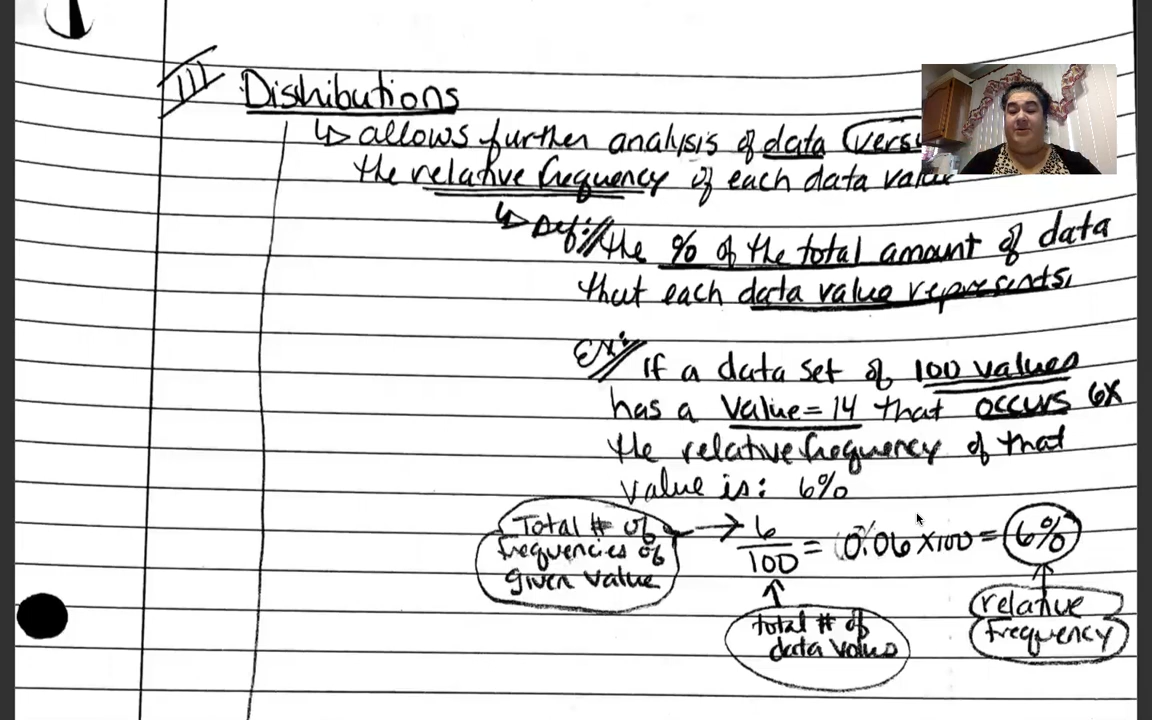 III Distributions
↳ allows further analysis of data (versu
the relative frequency of each data value
↳ Def:// the % of the total amount of data
that each data value represents.
Ex:// If a data set of 100 values
has a value = 14 that occurs 6X
the relative frequency of that
value is: 6%
Total # of
frequencies of
given value
→ 6/100 = 0.06 x 100 = 6%
total # of
data values
relative
frequency